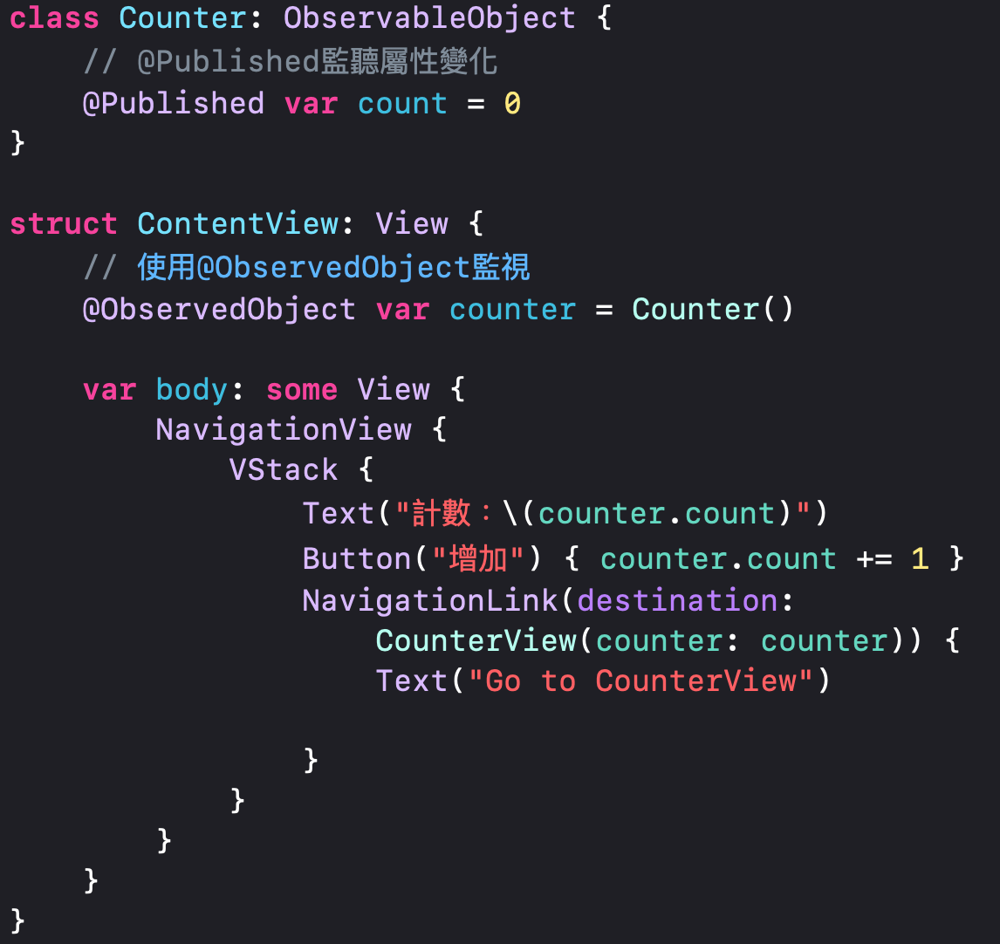 class Counter: ObservableObject {
    // @Published監聽屬性變化
    @Published var count = 0
}

struct ContentView: View {
    // 使用@ObservedObject監視
    @ObservedObject var counter = Counter()

    var body: some View {
        NavigationView {
            VStack {
                Text("計數：\(counter.count)")
                Button("增加") { counter.count += 1 }
                NavigationLink(destination:
                    CounterView(counter: counter)) {
                    Text("Go to CounterView")

                }
            }
        }
    }
}